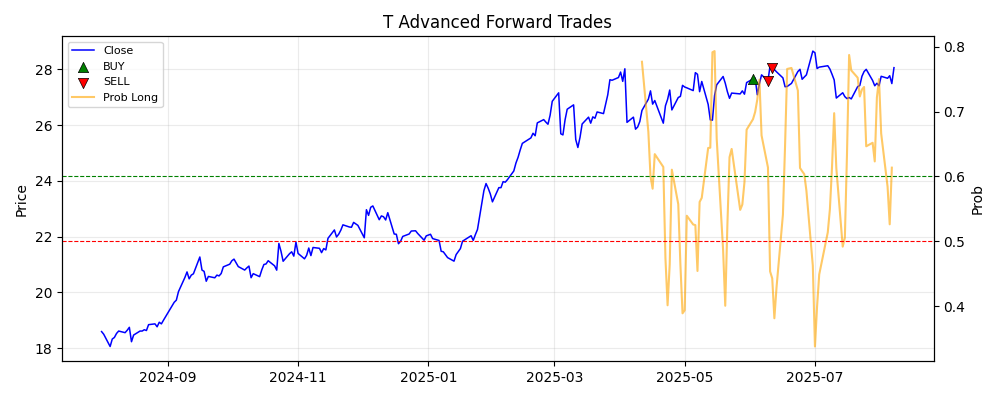 T Advanced Forward Trades
Close
BUY
SELL
Prob Long
Price
28
26
24
22
20
18
0.8
0.7
0.6
0.5
0.4
Prob
2024-09
2024-11
2025-01
2025-03
2025-05
2025-07